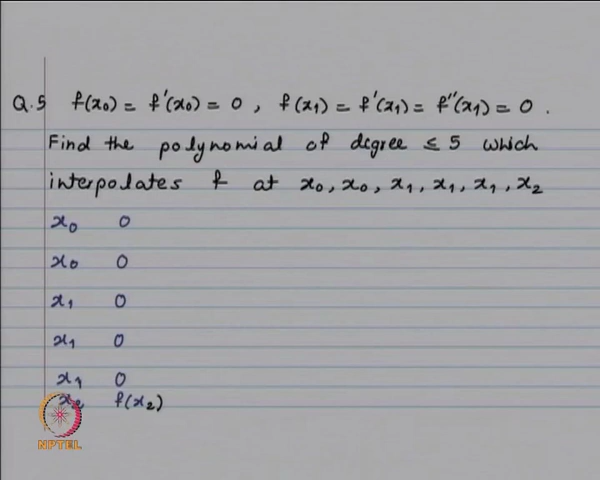 Q.5 f(x₀) = f'(x₀) = 0 , f(x₁) = f'(x₁) = f''(x₁) = 0 .
Find the polynomial of degree ≤ 5 which
interpolates f at x₀, x₀, x₁, x₁, x₁, x₂
x₀ 0
x₀ 0
x₁ 0
x₁ 0
x₁ 0
x₂ f(x₂)
NPTEL